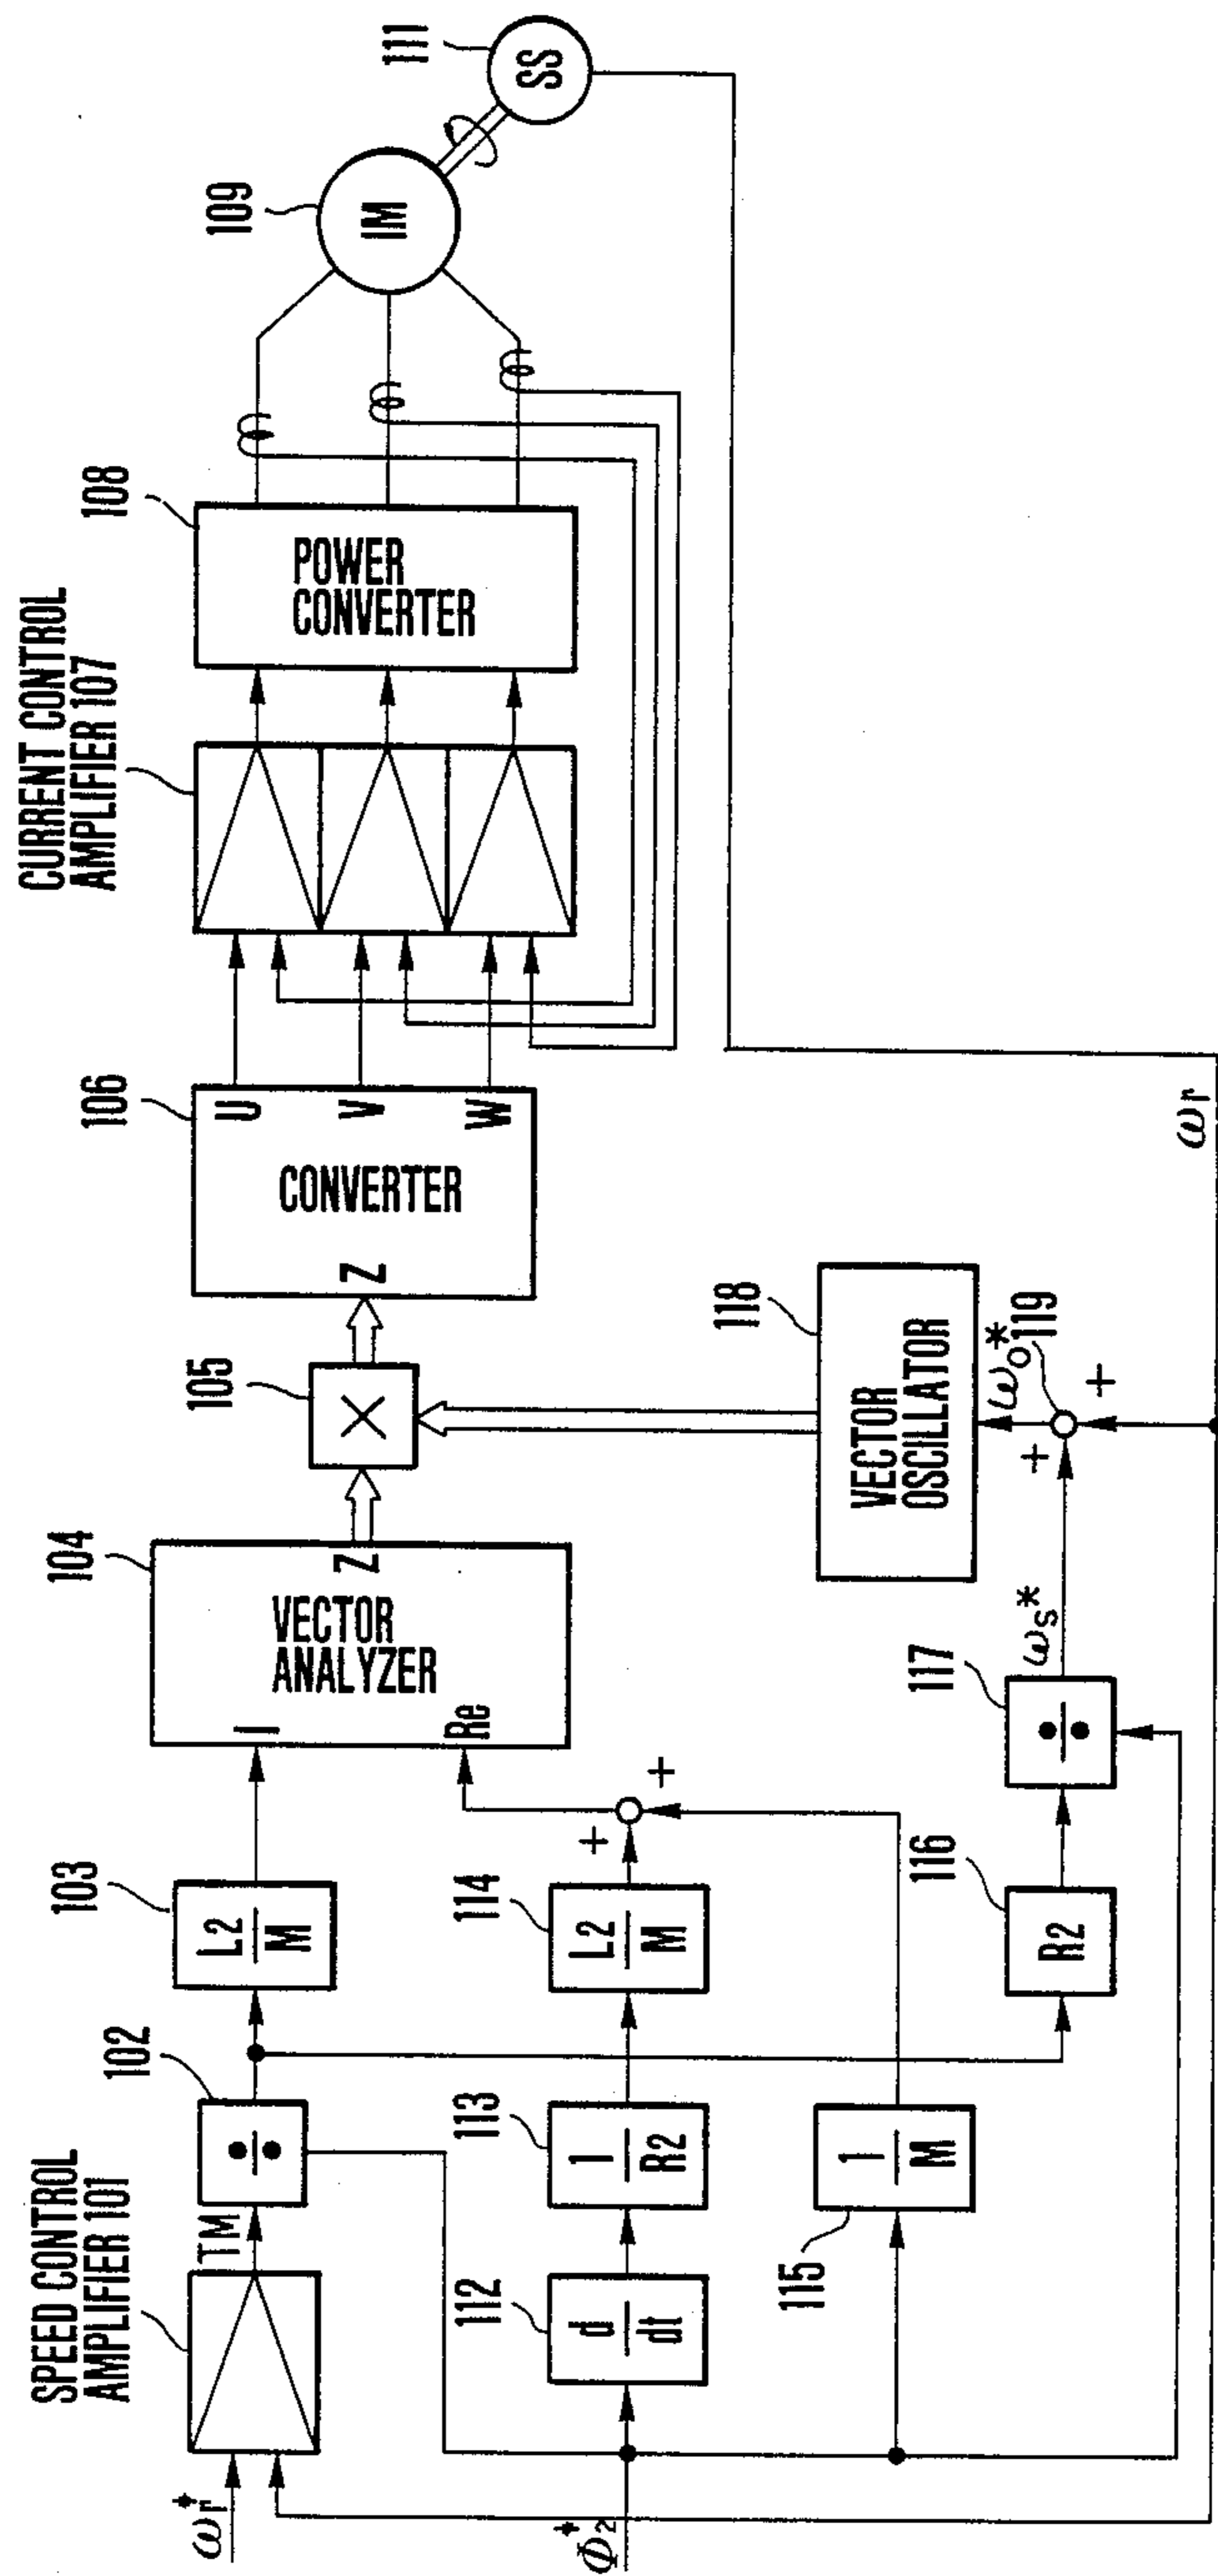 SPEED CONTROL
AMPLIFIER 101
ωr*
TM
102
÷
103
L2
M
I
Re
VECTOR
ANALYZER
Z
104
105
×
Z
CONVERTER
U
V
W
106
CURRENT CONTROL
AMPLIFIER 107
POWER
CONVERTER
108
109
IM
111
SS
Φ2*
112
d
dt
113
1
R2
114
L2
M
+
+
115
1
M
116
R2
117
÷
ωs*
118
VECTOR
OSCILLATOR
ωo*
119
+
+
ωr